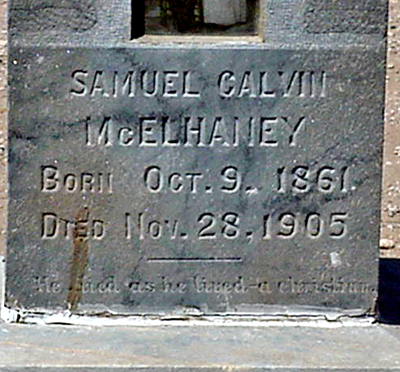 SAMUEL CALVIN
McELHANEY
BORN OCT. 9, 1861.
DIED NOV. 28, 1905
He died as he lived - a christian.